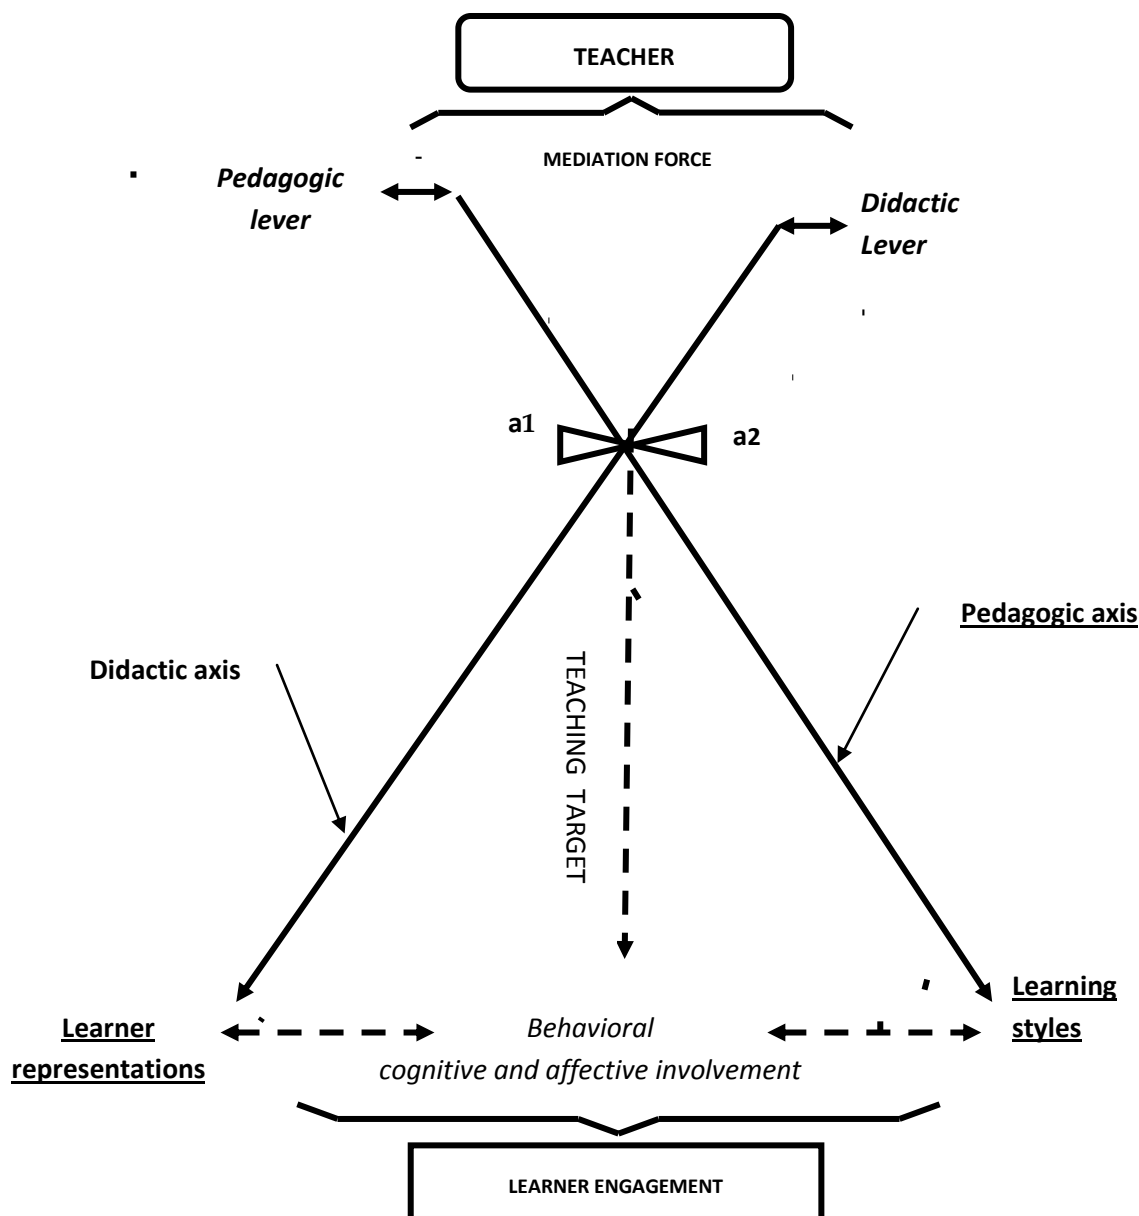 TEACHER
MEDIATION FORCE
Pedagogic
lever
Didactic
Lever
a1
a2
Pedagogic axis
Didactic axis
TEACHING TARGET
Learner
representations
Behavioral
cognitive and affective involvement
Learning
styles
LEARNER ENGAGEMENT